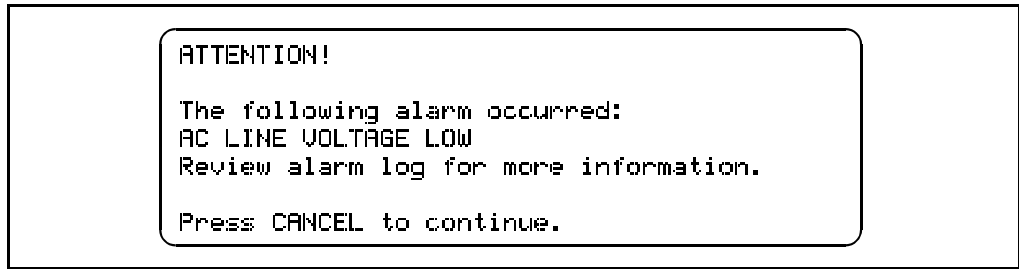 ATTENTION!
The following alarm occurred:
AC LINE VOLTAGE LOW
Review alarm log for more information.
Press CANCEL to continue.